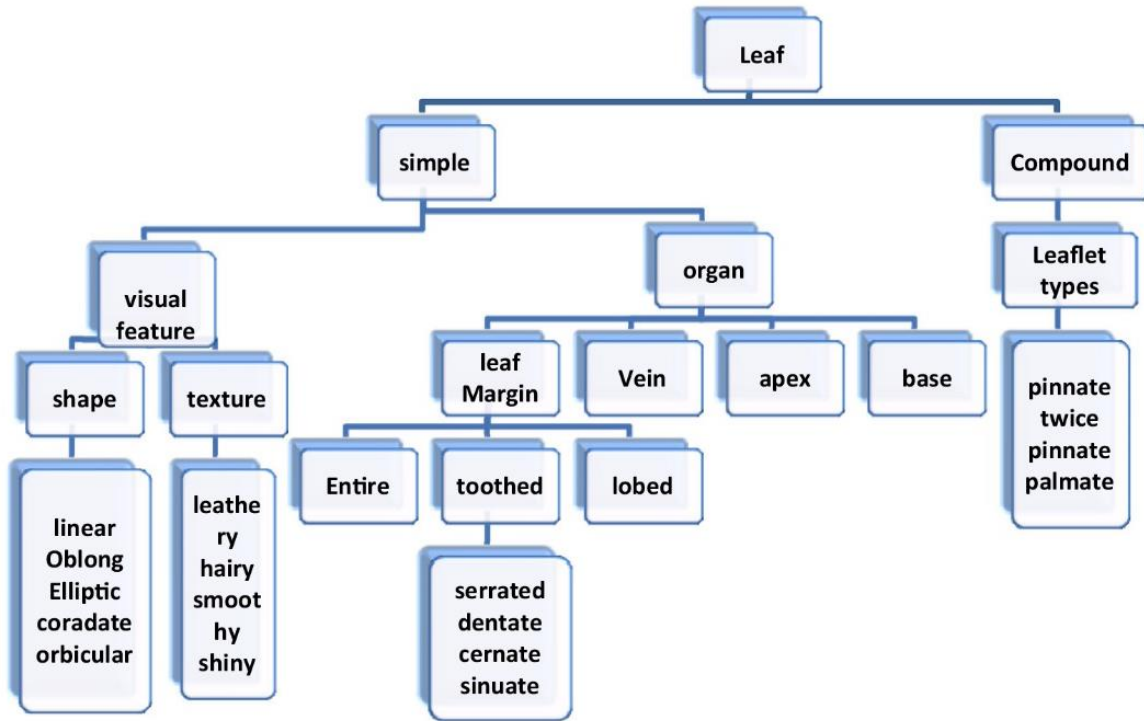 Leaf
simple
Compound
visual
feature
organ
Leaflet
types
shape
texture
leaf
Margin
Vein
apex
base
pinnate
twice
pinnate
palmate
linear
Oblong
Elliptic
coradate
orbicular
leathe
ry
hairy
smoot
hy
shiny
Entire
toothed
lobed
serrated
dentate
cernate
sinuate